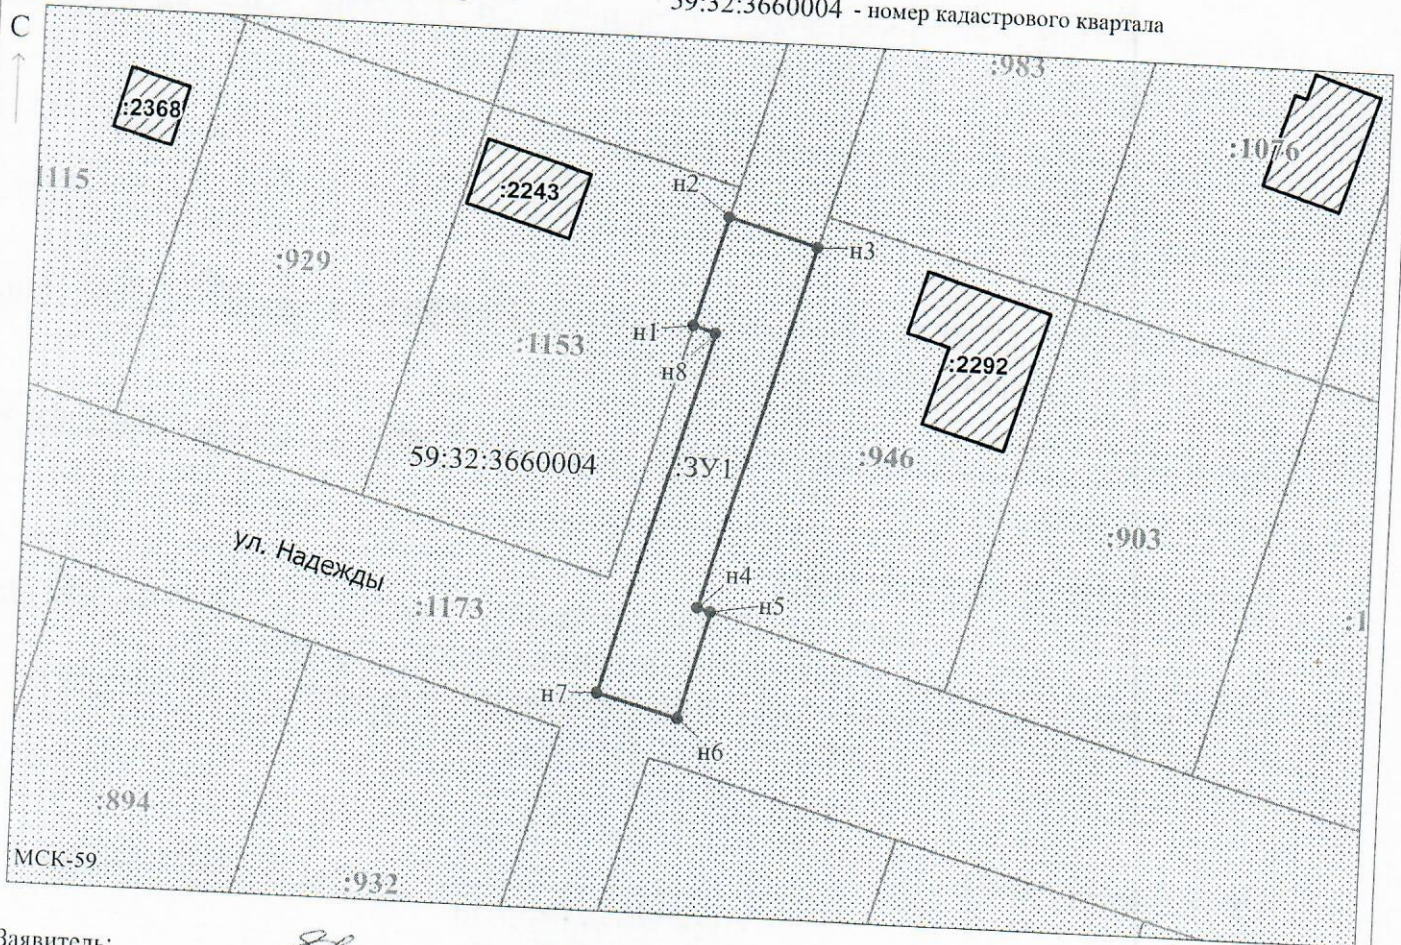 59:32:3660004 - номер кадастрового квартала
С
:983
:2368
:1076
1115
:2243
н2
н3
:929
н1
:1153
н8
:2292
59:32:3660004
:ЗУ1
:946
ул. Надежды
:903
н4
н5
:1173
:1
н7
н6
:894
МСК-59
:932
Заявитель: